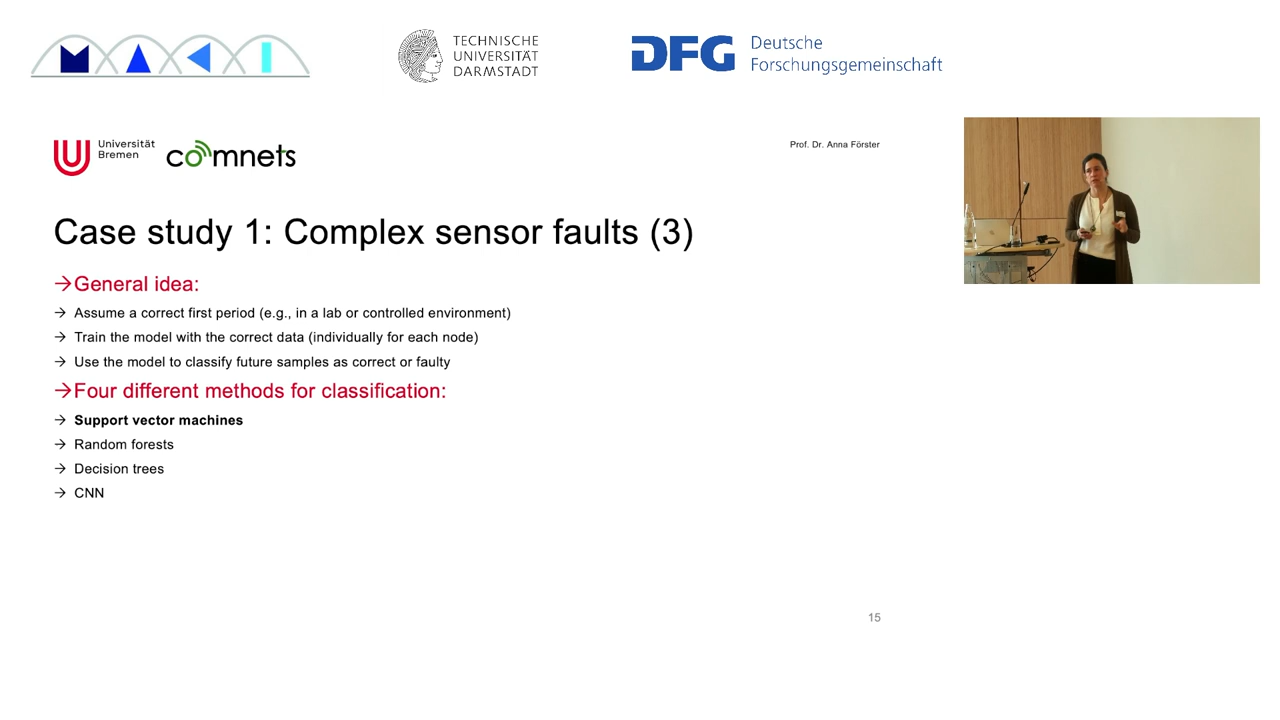 MAKI
TECHNISCHE
UNIVERSITÄT
DARMSTADT
DFG
Deutsche
Forschungsgemeinschaft
Universität
Bremen
comnets
Prof. Dr. Anna Förster
Case study 1: Complex sensor faults (3)
→General idea:
→ Assume a correct first period (e.g., in a lab or controlled environment)
→ Train the model with the correct data (individually for each node)
→ Use the model to classify future samples as correct or faulty
→Four different methods for classification:
→ Support vector machines
→ Random forests
→ Decision trees
→ CNN
15